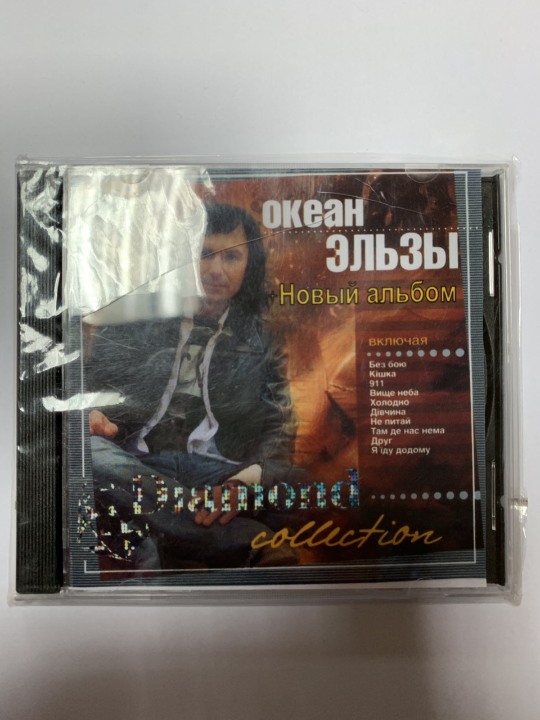 океан
ЭЛЬЗЫ
+Новый альбом
включая
Без бою
Кішка
911
Вище неба
Холодно
Дівчина
Не питай
Там де нас нема
Друг
Я їду додому
Diamond
collection